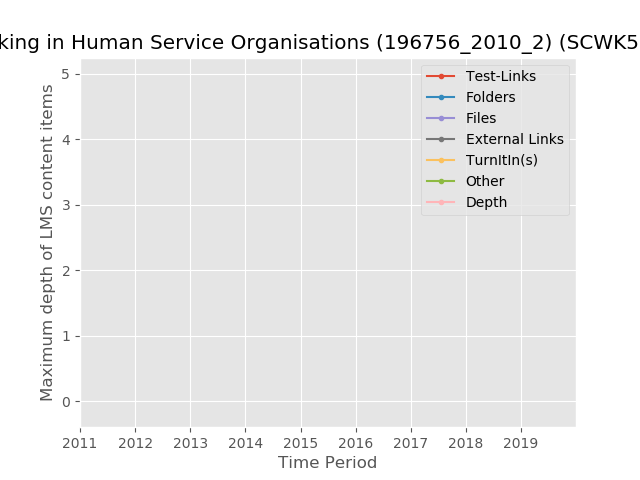 king in Human Service Organisations (196756_2010_2) (SCWK5
Maximum depth of LMS content items
5
4
3
2
1
0
Test-Links
Folders
Files
External Links
TurnItIn(s)
Other
Depth
2011 2012 2013 2014 2015 2016 2017 2018 2019
Time Period